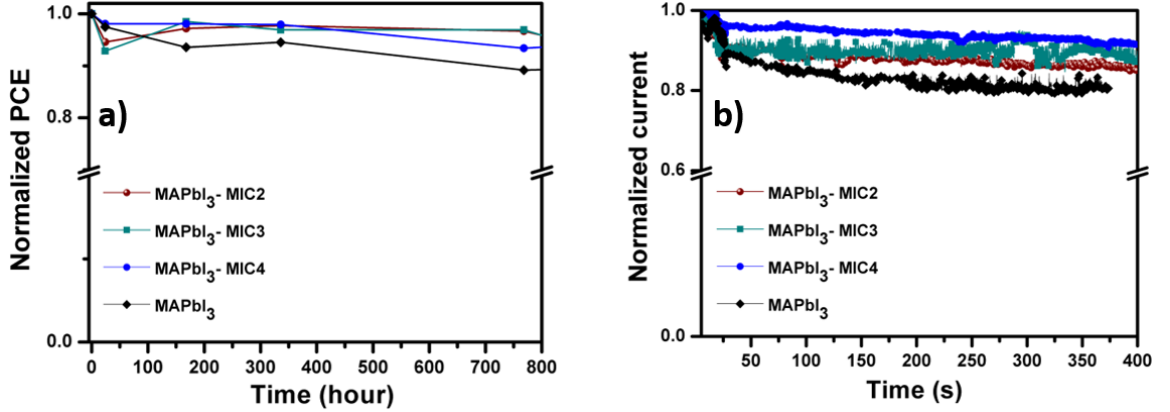 Normalized PCE
1.0
0.8
0.0
a)
MAPbI3- MIC2
MAPbI3- MIC3
MAPbI3- MIC4
MAPbI3
0 100 200 300 400 500 600 700 800
Time (hour)
Normalized current
1.0
0.8
0.6
0.0
b)
MAPbI3- MIC2
MAPbI3- MIC3
MAPbI3- MIC4
MAPbI3
50 100 150 200 250 300 350 400
Time (s)